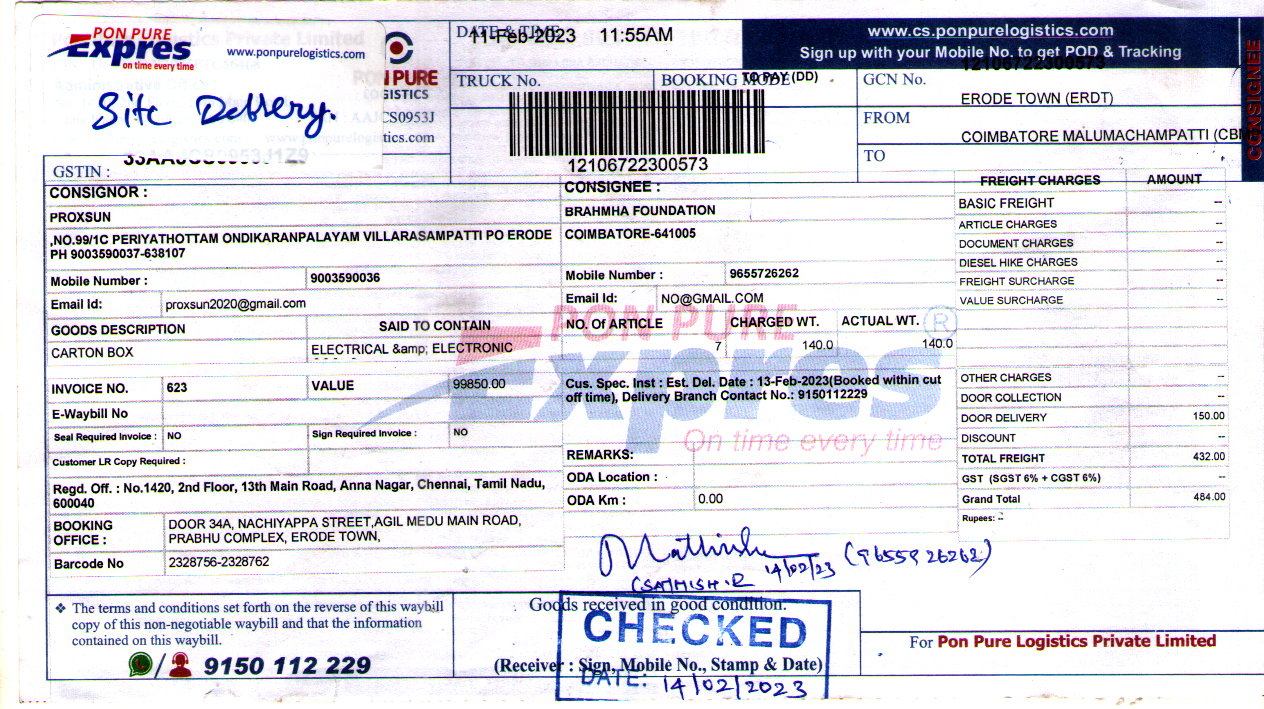 PON PURE
Expres
on time every time
www.ponpurelogistics.com
PON PURE
LOGISTICS
CS0953J
tics.com
Site Delivery.
GSTIN :
DATE & TIME
11-Feb-2023 11:55AM
TRUCK No.
BOOKING MODE
TO PAY (DD)
12106722300573
www.cs.ponpurelogistics.com
Sign up with your Mobile No. to get POD & Tracking
12106722300573
GCN No.
ERODE TOWN (ERDT)
FROM
COIMBATORE MALUMACHAMPATTI (CBM
TO
CONSIGNEE
CONSIGNOR :
PROXSUN
,NO.99/1C PERIYATHOTTAM ONDIKARANPALAYAM VILLARASAMPATTI PO ERODE
PH 9003590037-638107
Mobile Number : 9003590036
Email Id: proxsun2020@gmail.com
GOODS DESCRIPTION SAID TO CONTAIN
CARTON BOX ELECTRICAL &amp; ELECTRONIC
INVOICE NO. 623 VALUE 99850.00
E-Waybill No
Seal Required Invoice : NO Sign Required Invoice : NO
Customer LR Copy Required :
Regd. Off. : No.1420, 2nd Floor, 13th Main Road, Anna Nagar, Chennai, Tamil Nadu,
600040
BOOKING OFFICE : DOOR 34A, NACHIYAPPA STREET,AGIL MEDU MAIN ROAD,
PRABHU COMPLEX, ERODE TOWN,
Barcode No 2328756-2328762
CONSIGNEE :
BRAHMHA FOUNDATION
COIMBATORE-641005
Mobile Number : 9655726262
Email Id: NO@GMAIL.COM
NO. Of ARTICLE CHARGED WT. ACTUAL WT.
7 140.0 140.0
PON PURE
Expres ®
On time every time
Cus. Spec. Inst : Est. Del. Date : 13-Feb-2023(Booked within cut
off time), Delivery Branch Contact No.: 9150112229
REMARKS:
ODA Location :
ODA Km : 0.00
FREIGHT CHARGES AMOUNT
BASIC FREIGHT --
ARTICLE CHARGES --
DOCUMENT CHARGES --
DIESEL HIKE CHARGES --
FREIGHT SURCHARGE --
VALUE SURCHARGE --
OTHER CHARGES --
DOOR COLLECTION --
DOOR DELIVERY 150.00
DISCOUNT --
TOTAL FREIGHT 432.00
GST (SGST 6% + CGST 6%) --
Grand Total 484.00
Rupees: --
14/02/23
(SATHISH.R
❖ The terms and conditions set forth on the reverse of this waybill
copy of this non-negotiable waybill and that the information
contained on this waybill.
9150 112 229
Goods received in good condition.
CHECKED
(Receiver : Sign, Mobile No., Stamp & Date)
DATE: 14/02/2023
For Pon Pure Logistics Private Limited